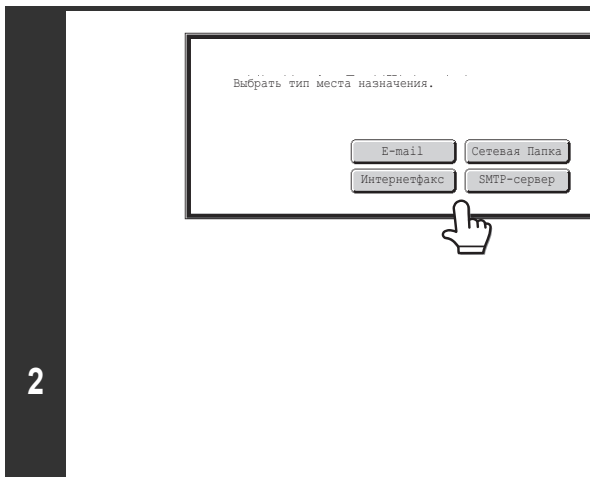 Выбрать тип места назначения.
E-mail
Сетевая Папка
Интернетфакс
SMTP-сервер
2